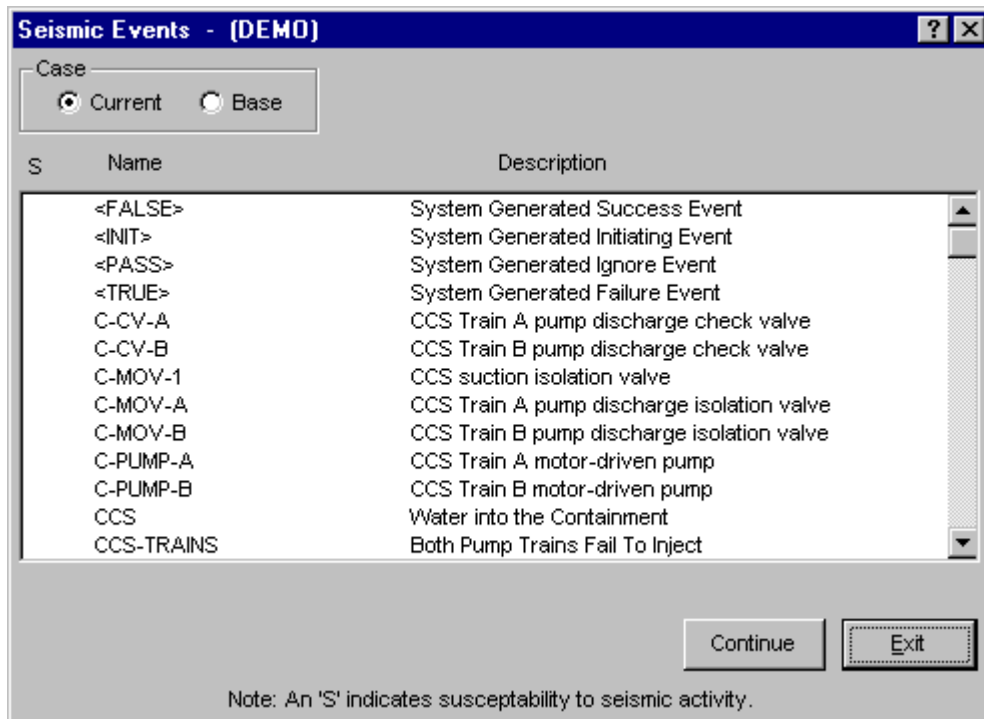 Seismic Events - (DEMO)
Case
Current Base
S Name Description
<FALSE> System Generated Success Event
<INIT> System Generated Initiating Event
<PASS> System Generated Ignore Event
<TRUE> System Generated Failure Event
C-CV-A CCS Train A pump discharge check valve
C-CV-B CCS Train B pump discharge check valve
C-MOV-1 CCS suction isolation valve
C-MOV-A CCS Train A pump discharge isolation valve
C-MOV-B CCS Train B pump discharge isolation valve
C-PUMP-A CCS Train A motor-driven pump
C-PUMP-B CCS Train B motor-driven pump
CCS Water into the Containment
CCS-TRAINS Both Pump Trains Fail To Inject
Continue Exit
Note: An 'S' indicates susceptability to seismic activity.